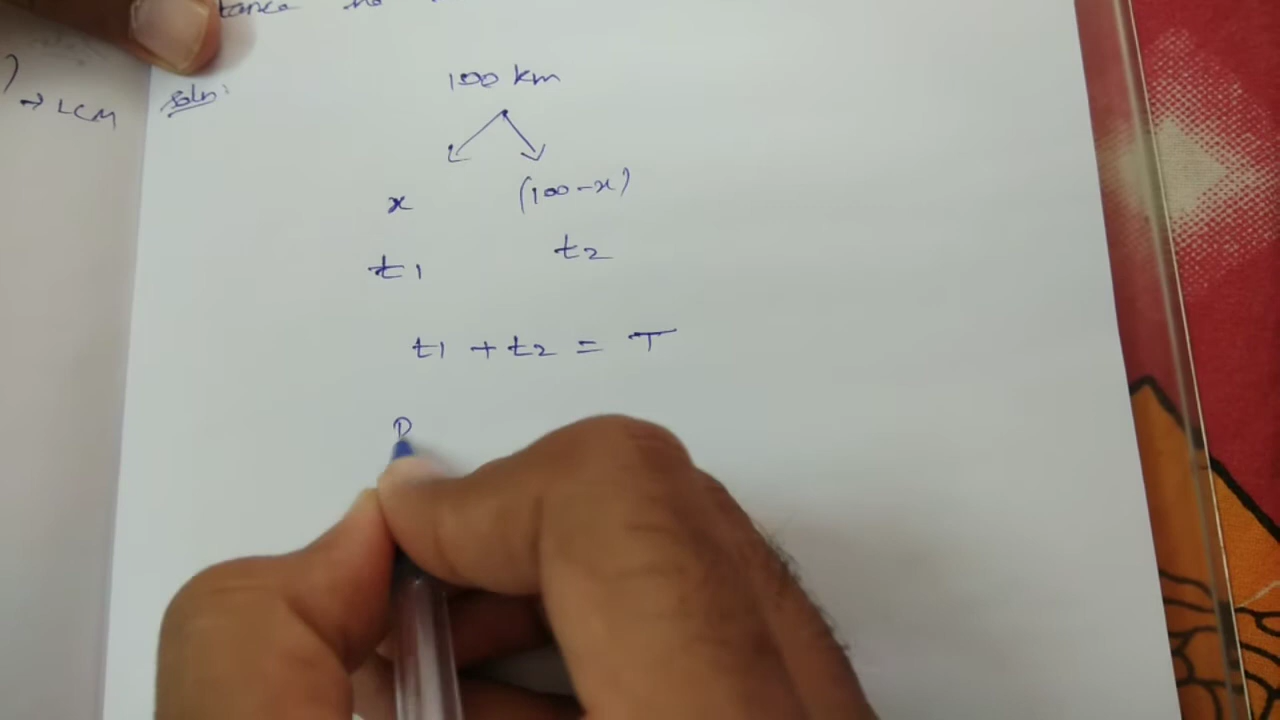 )
→ LCM
Soln:
100 km
x (100-x)
t1 t2
t1 + t2 = T
D